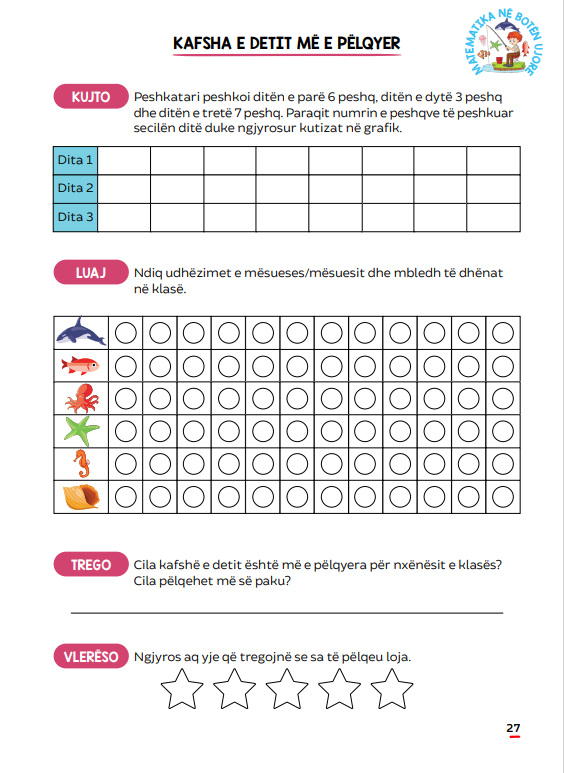 MATEMATIKA NË BOTËN UJORE
KAFSHA E DETIT MË E PËLQYER
KUJTO
Peshkatari peshkoi ditën e parë 6 peshq, ditën e dytë 3 peshq
dhe ditën e tretë 7 peshq. Paraqit numrin e peshqve të peshkuar
secilën ditë duke ngjyrosur kutizat në grafik.
Dita 1
Dita 2
Dita 3
LUAJ
Ndiq udhëzimet e mësueses/mësuesit dhe mbledh të dhënat
në klasë.
TREGO
Cila kafshë e detit është më e pëlqyera për nxënësit e klasës?
Cila pëlqehet më së paku?
VLERËSO
Ngjyros aq yje që tregojnë se sa të pëlqeu loja.
27